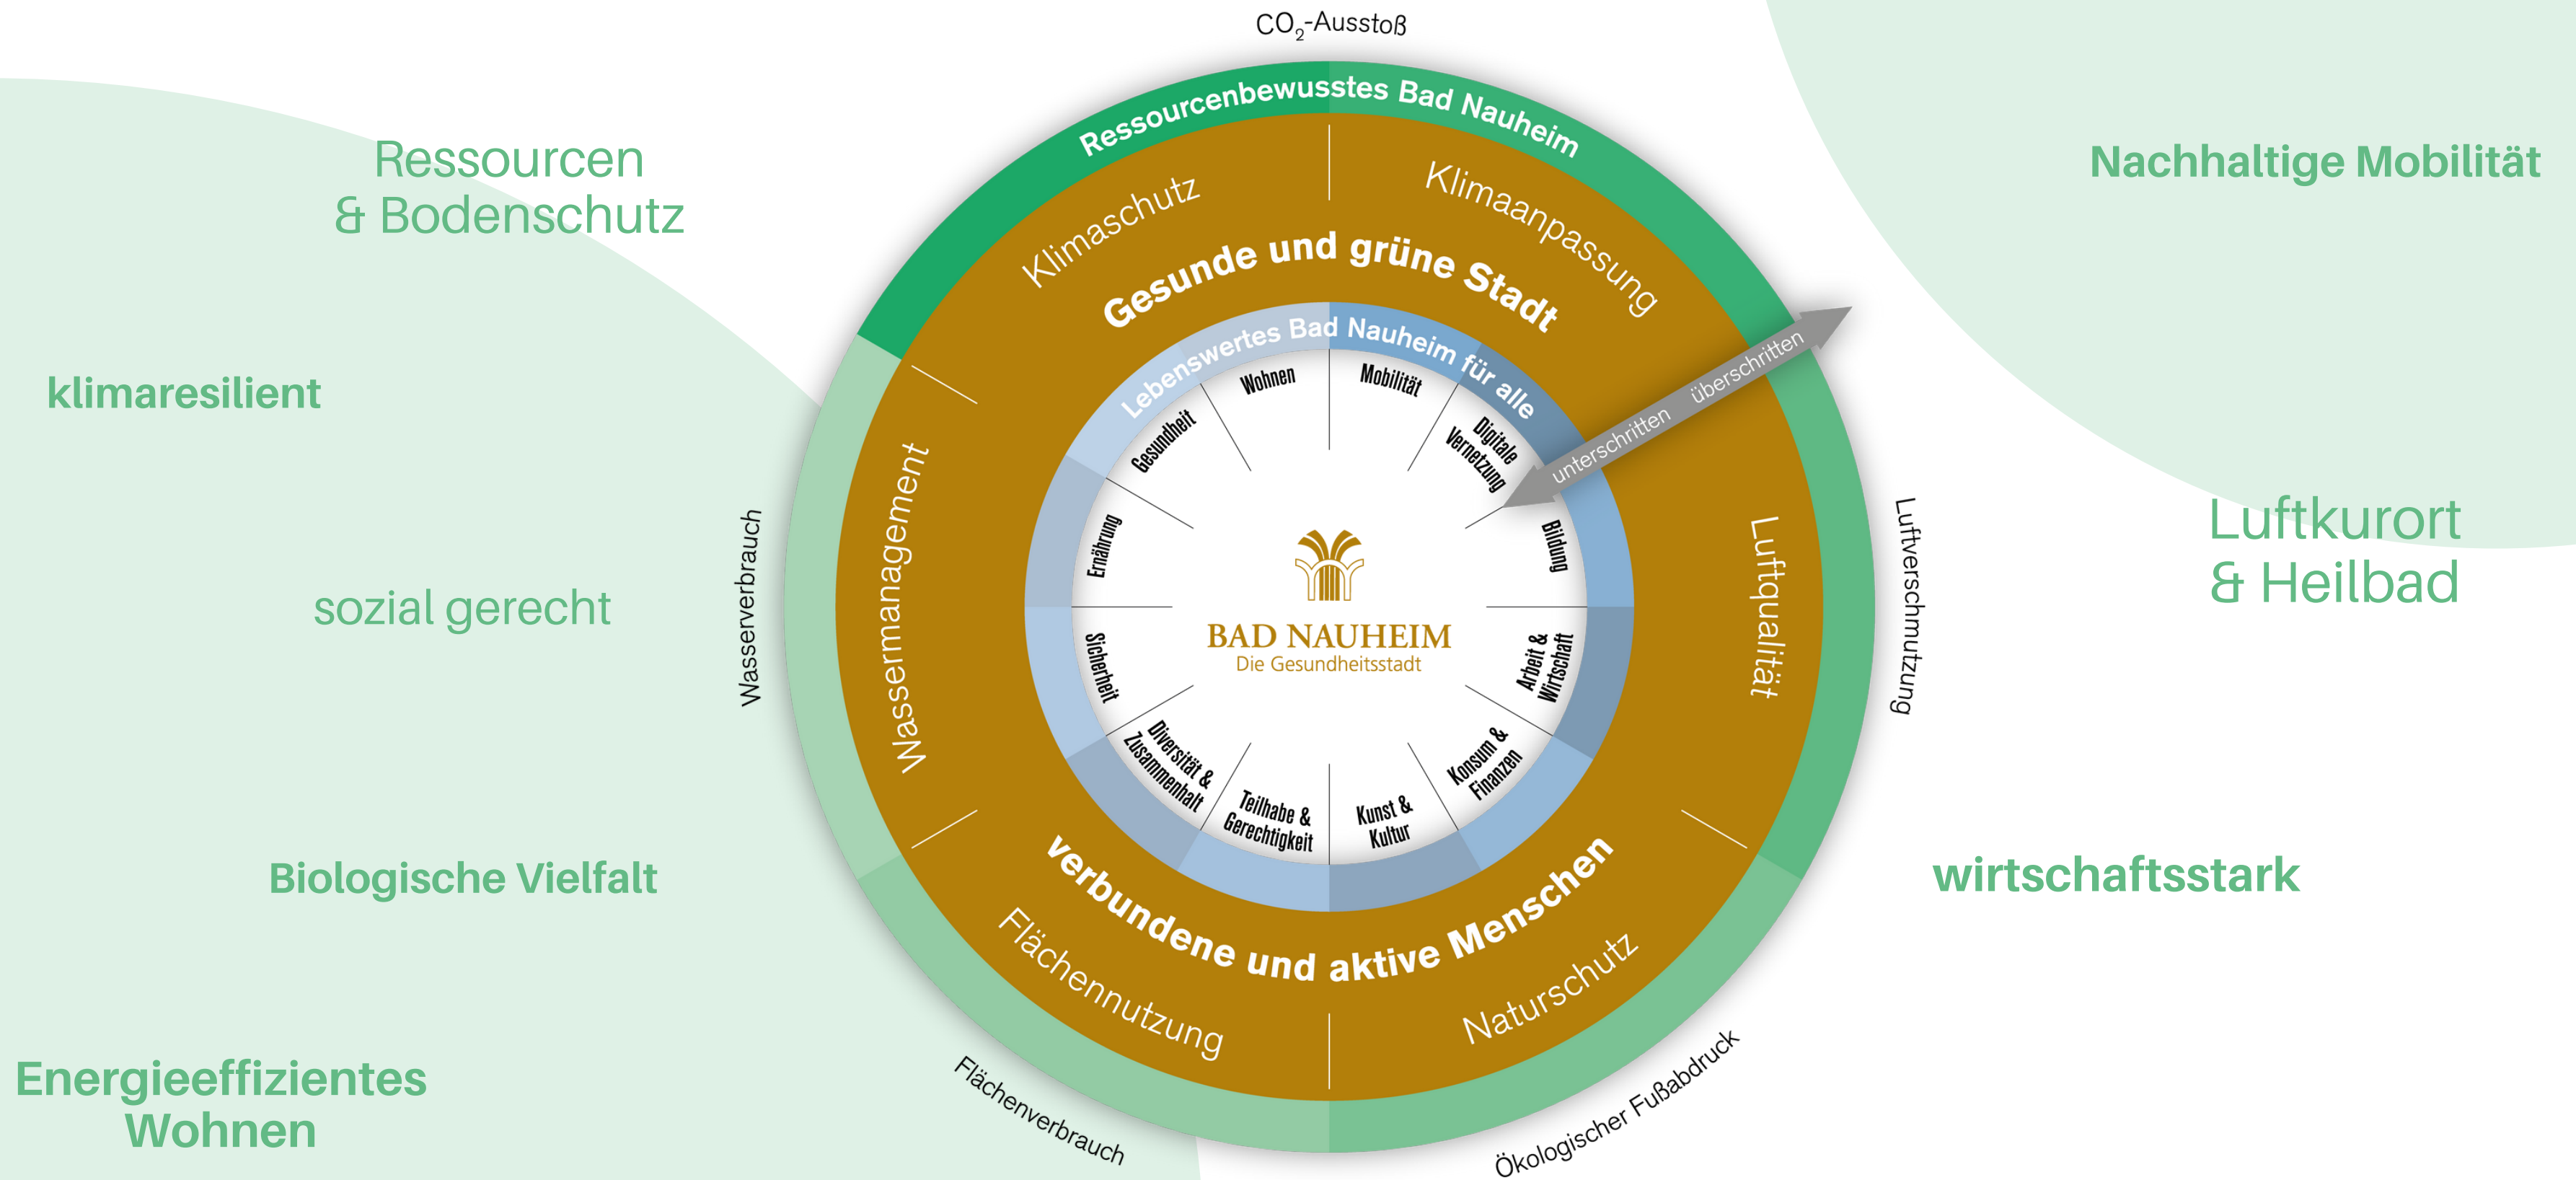 CO₂-Ausstoß
Ressourcenbewusstes Bad Nauheim
Ressourcen
& Bodenschutz
Nachhaltige Mobilität
Klimaschutz
Klimaanpassung
Gesunde und grüne Stadt
Lebenswertes Bad Nauheim für alle
überschritten
unterschritten
klimaresilient
Wohnen
Mobilität
Gesundheit
Digitale
Vernetzung
Ernährung
Bildung
Wassermanagement
Luftqualität
Wasserverbrauch
Luftverschmutzung
Luftkurort
& Heilbad
sozial gerecht
BAD NAUHEIM
Die Gesundheitsstadt
Sicherheit
Arbeit &
Wirtschaft
Diversität &
Zusammenhalt
Konsum &
Finanzen
Teilhabe &
Gerechtigkeit
Kunst &
Kultur
Biologische Vielfalt
wirtschaftsstark
verbundene und aktive Menschen
Flächennutzung
Naturschutz
Energieeffizientes
Wohnen
Flächenverbrauch
Ökologischer Fußabdruck